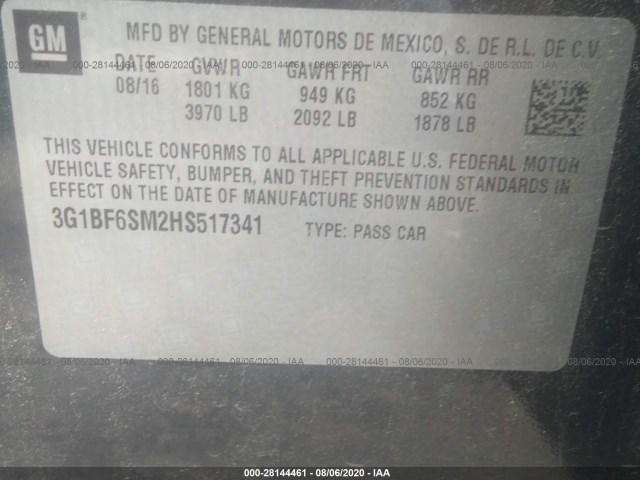 GM
MFD BY GENERAL MOTORS DE MEXICO, S. DE R.L. DE C.V.
DATE GVWR GAWR FRT GAWR RR
08/16 1801 KG 949 KG 852 KG
3970 LB 2092 LB 1878 LB
THIS VEHICLE CONFORMS TO ALL APPLICABLE U.S. FEDERAL MOTOR
VEHICLE SAFETY, BUMPER, AND THEFT PREVENTION STANDARDS IN
EFFECT ON THE DATE OF MANUFACTURE SHOWN ABOVE.
3G1BF6SM2HS517341 TYPE: PASS CAR
000-28144461 - 08/06/2020 - IAA